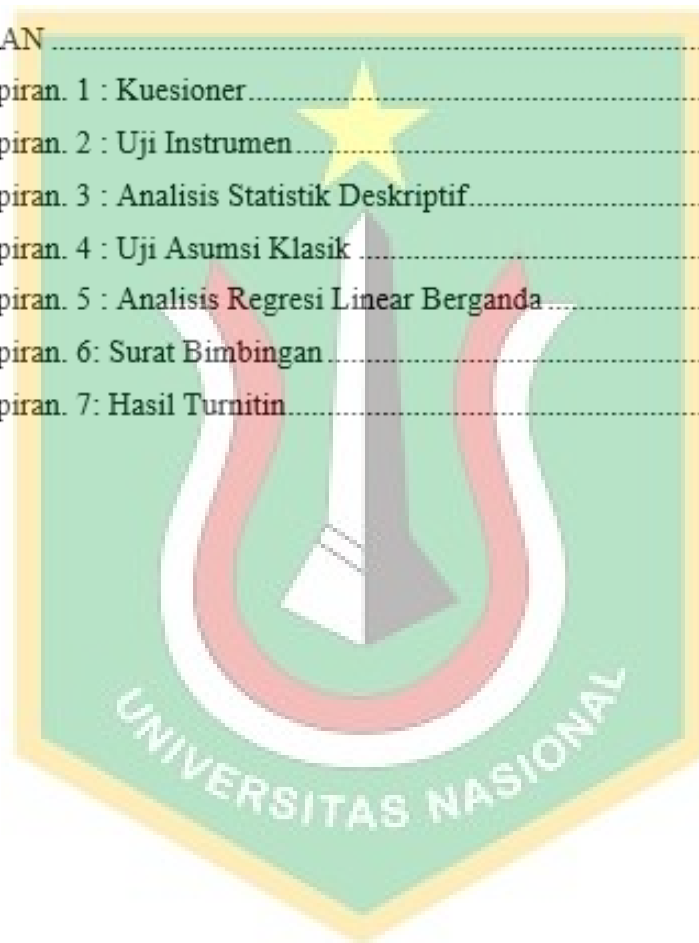 AN ........................................................................................
piran. 1 : Kuesioner............................................................
piran. 2 : Uji Instrumen......................................................
piran. 3 : Analisis Statistik Deskriptif...............................
piran. 4 : Uji Asumsi Klasik ..............................................
piran. 5 : Analisis Regresi Linear Berganda ....................
piran. 6: Surat Bimbingan ..................................................
piran. 7: Hasil Turnitin.......................................................
UNIVERSITAS NASIONAL